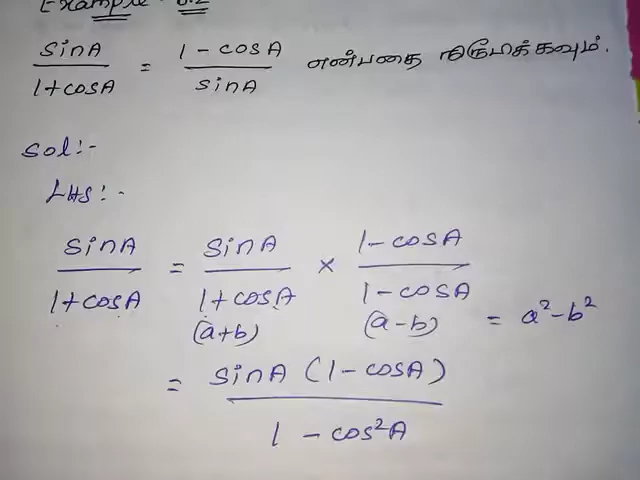 Example
sinA / 1+cosA = 1 - cosA / sinA என்பதை நிரூபிக்கவும்.
Sol:-
LHS:-
sinA / 1+cosA = sinA / 1+cosA × 1-cosA / 1-cosA
(a+b) (a-b) = a²-b²
= sinA (1-cosA) / 1 - cos²A